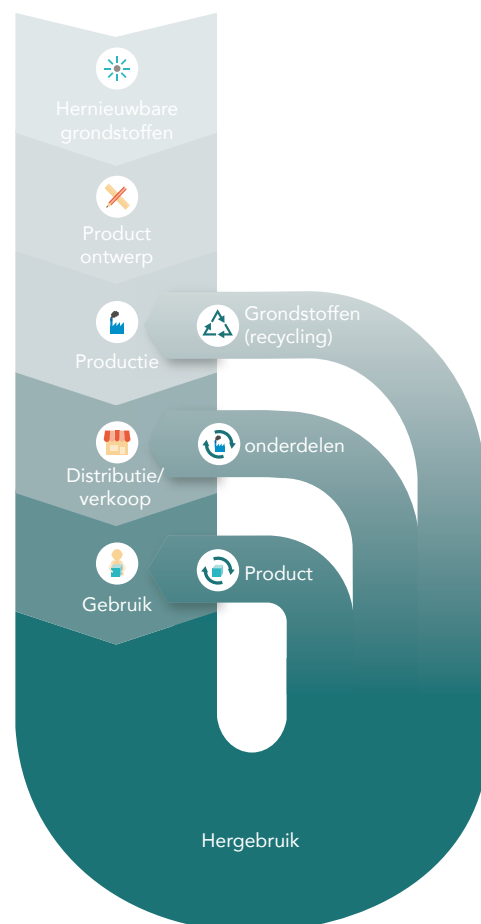 Hernieuwbare
grondstoffen
Product
ontwerp
Productie
Grondstoffen
(recycling)
Distributie/
verkoop
onderdelen
Gebruik
Product
Hergebruik